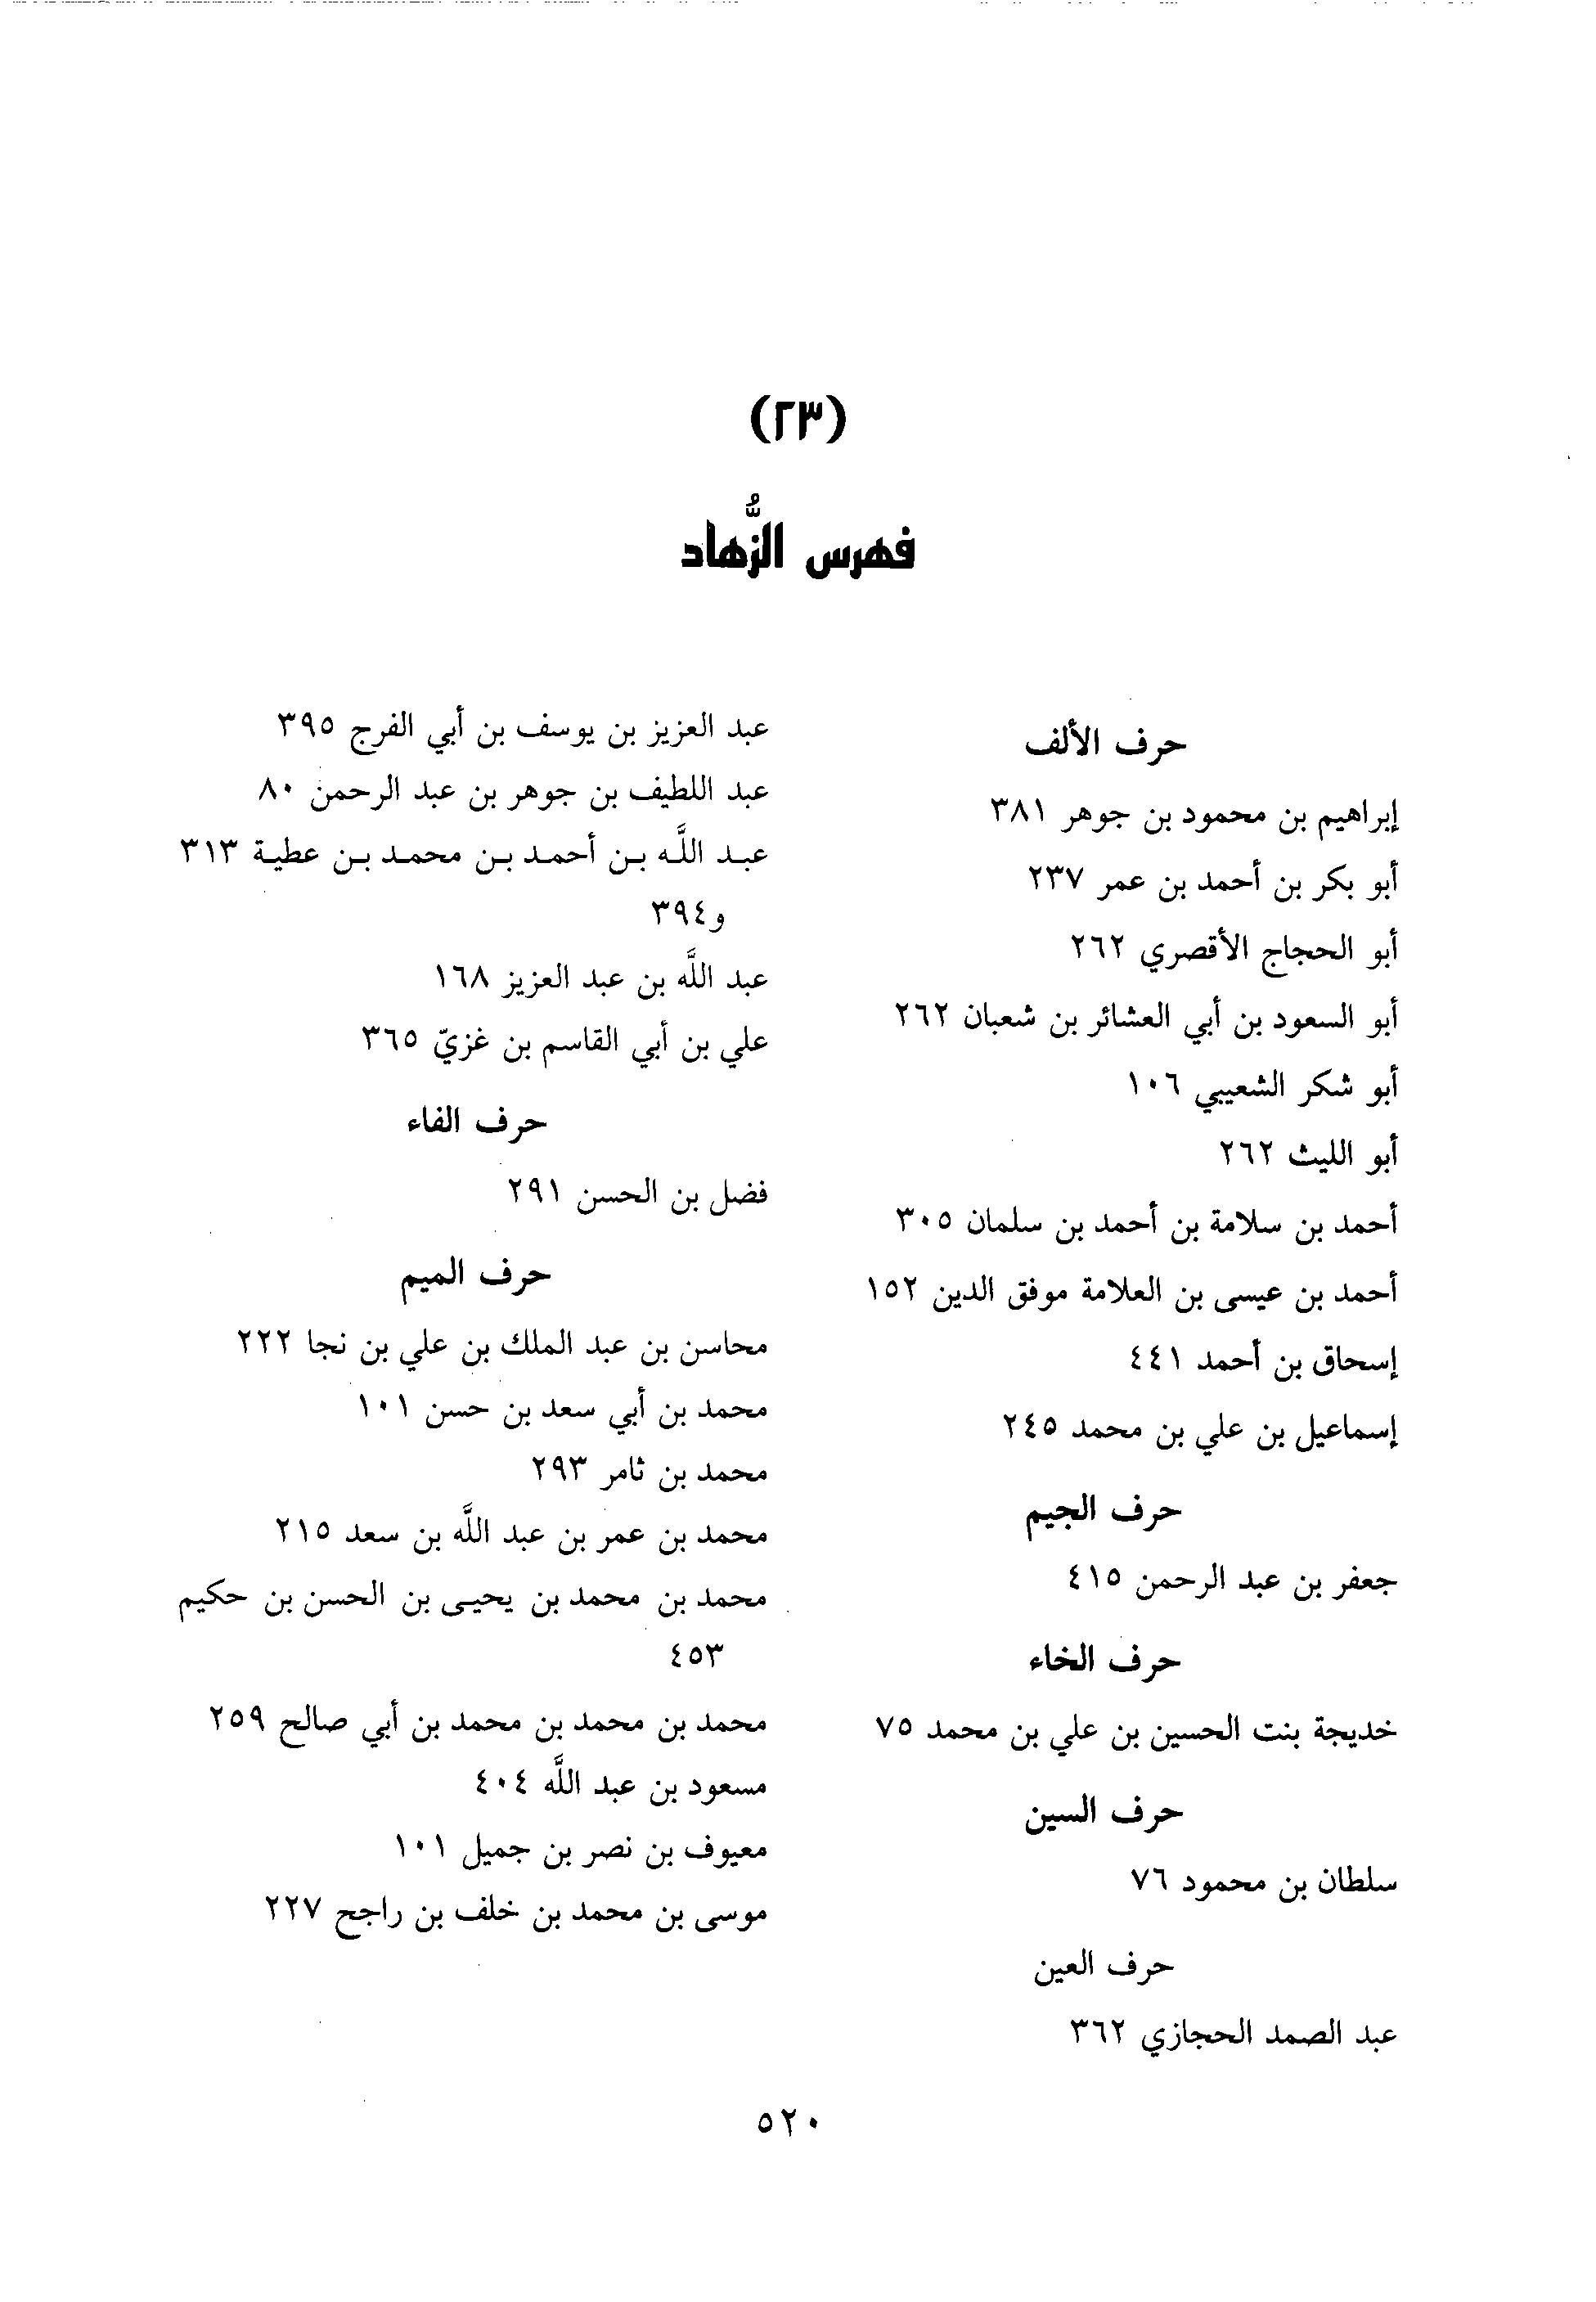 (٢٣)
فهرس الزُّهاد
حرف الألف
إبراهيم بن محمود بن جوهر ٣٨١
أبو بكر بن أحمد بن عمر ٢٣٧
أبو الحجاج الأقصري ٢٦٢
أبو السعود بن أبي العشائر بن شعبان ٢٦٢
أبو شكر الشعيبي ١٠٦
أبو الليث ٢٦٢
أحمد بن سلامة بن أحمد بن سلمان ٣٠٥
أحمد بن عيسى بن العلامة موفق الدين ١٥٢
إسحاق بن أحمد ٤٤١
إسماعيل بن علي بن محمد ٢٤٥
حرف الجيم
جعفر بن عبد الرحمن ٤١٥
حرف الخاء
خديجة بنت الحسين بن علي بن محمد ٧٥
حرف السين
سلطان بن محمود ٧٦
حرف العين
عبد الصمد الحجازي ٣٦٢
عبد العزيز بن يوسف بن أبي الفرج ٣٩٥
عبد اللطيف بن جوهر بن عبد الرحمن ٨٠
عبد اللَّه بن أحمد بن محمد بن عطية ٣١٣
و٣٩٤
عبد اللَّه بن عبد العزيز ١٦٨
علي بن أبي القاسم بن غزيّ ٣٦٥
حرف الفاء
فضل بن الحسن ٢٩١
حرف الميم
محاسن بن عبد الملك بن علي بن نجا ٢٢٢
محمد بن أبي سعد بن حسن ١٠١
محمد بن ثامر ٢٩٣
محمد بن عمر بن عبد اللَّه بن سعد ٢١٥
محمد بن محمد بن يحيى بن الحسن بن حكيم
٤٥٣
محمد بن محمد بن محمد بن أبي صالح ٢٥٩
مسعود بن عبد اللَّه ٤٠٤
معيوف بن نصر بن جميل ١٠١
موسى بن محمد بن خلف بن راجح ٢٢٧
٥٢٠